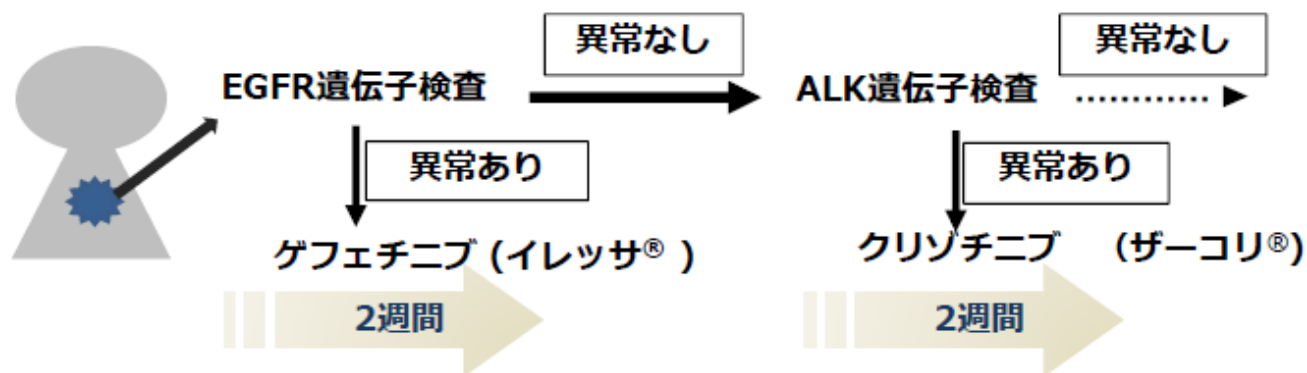 異常なし
異常なし
EGFR遺伝子検査
ALK遺伝子検査
異常あり
異常あり
ゲフェチニブ (イレッサ® )
クリゾチニブ (ザーコリ®)
2週間
2週間